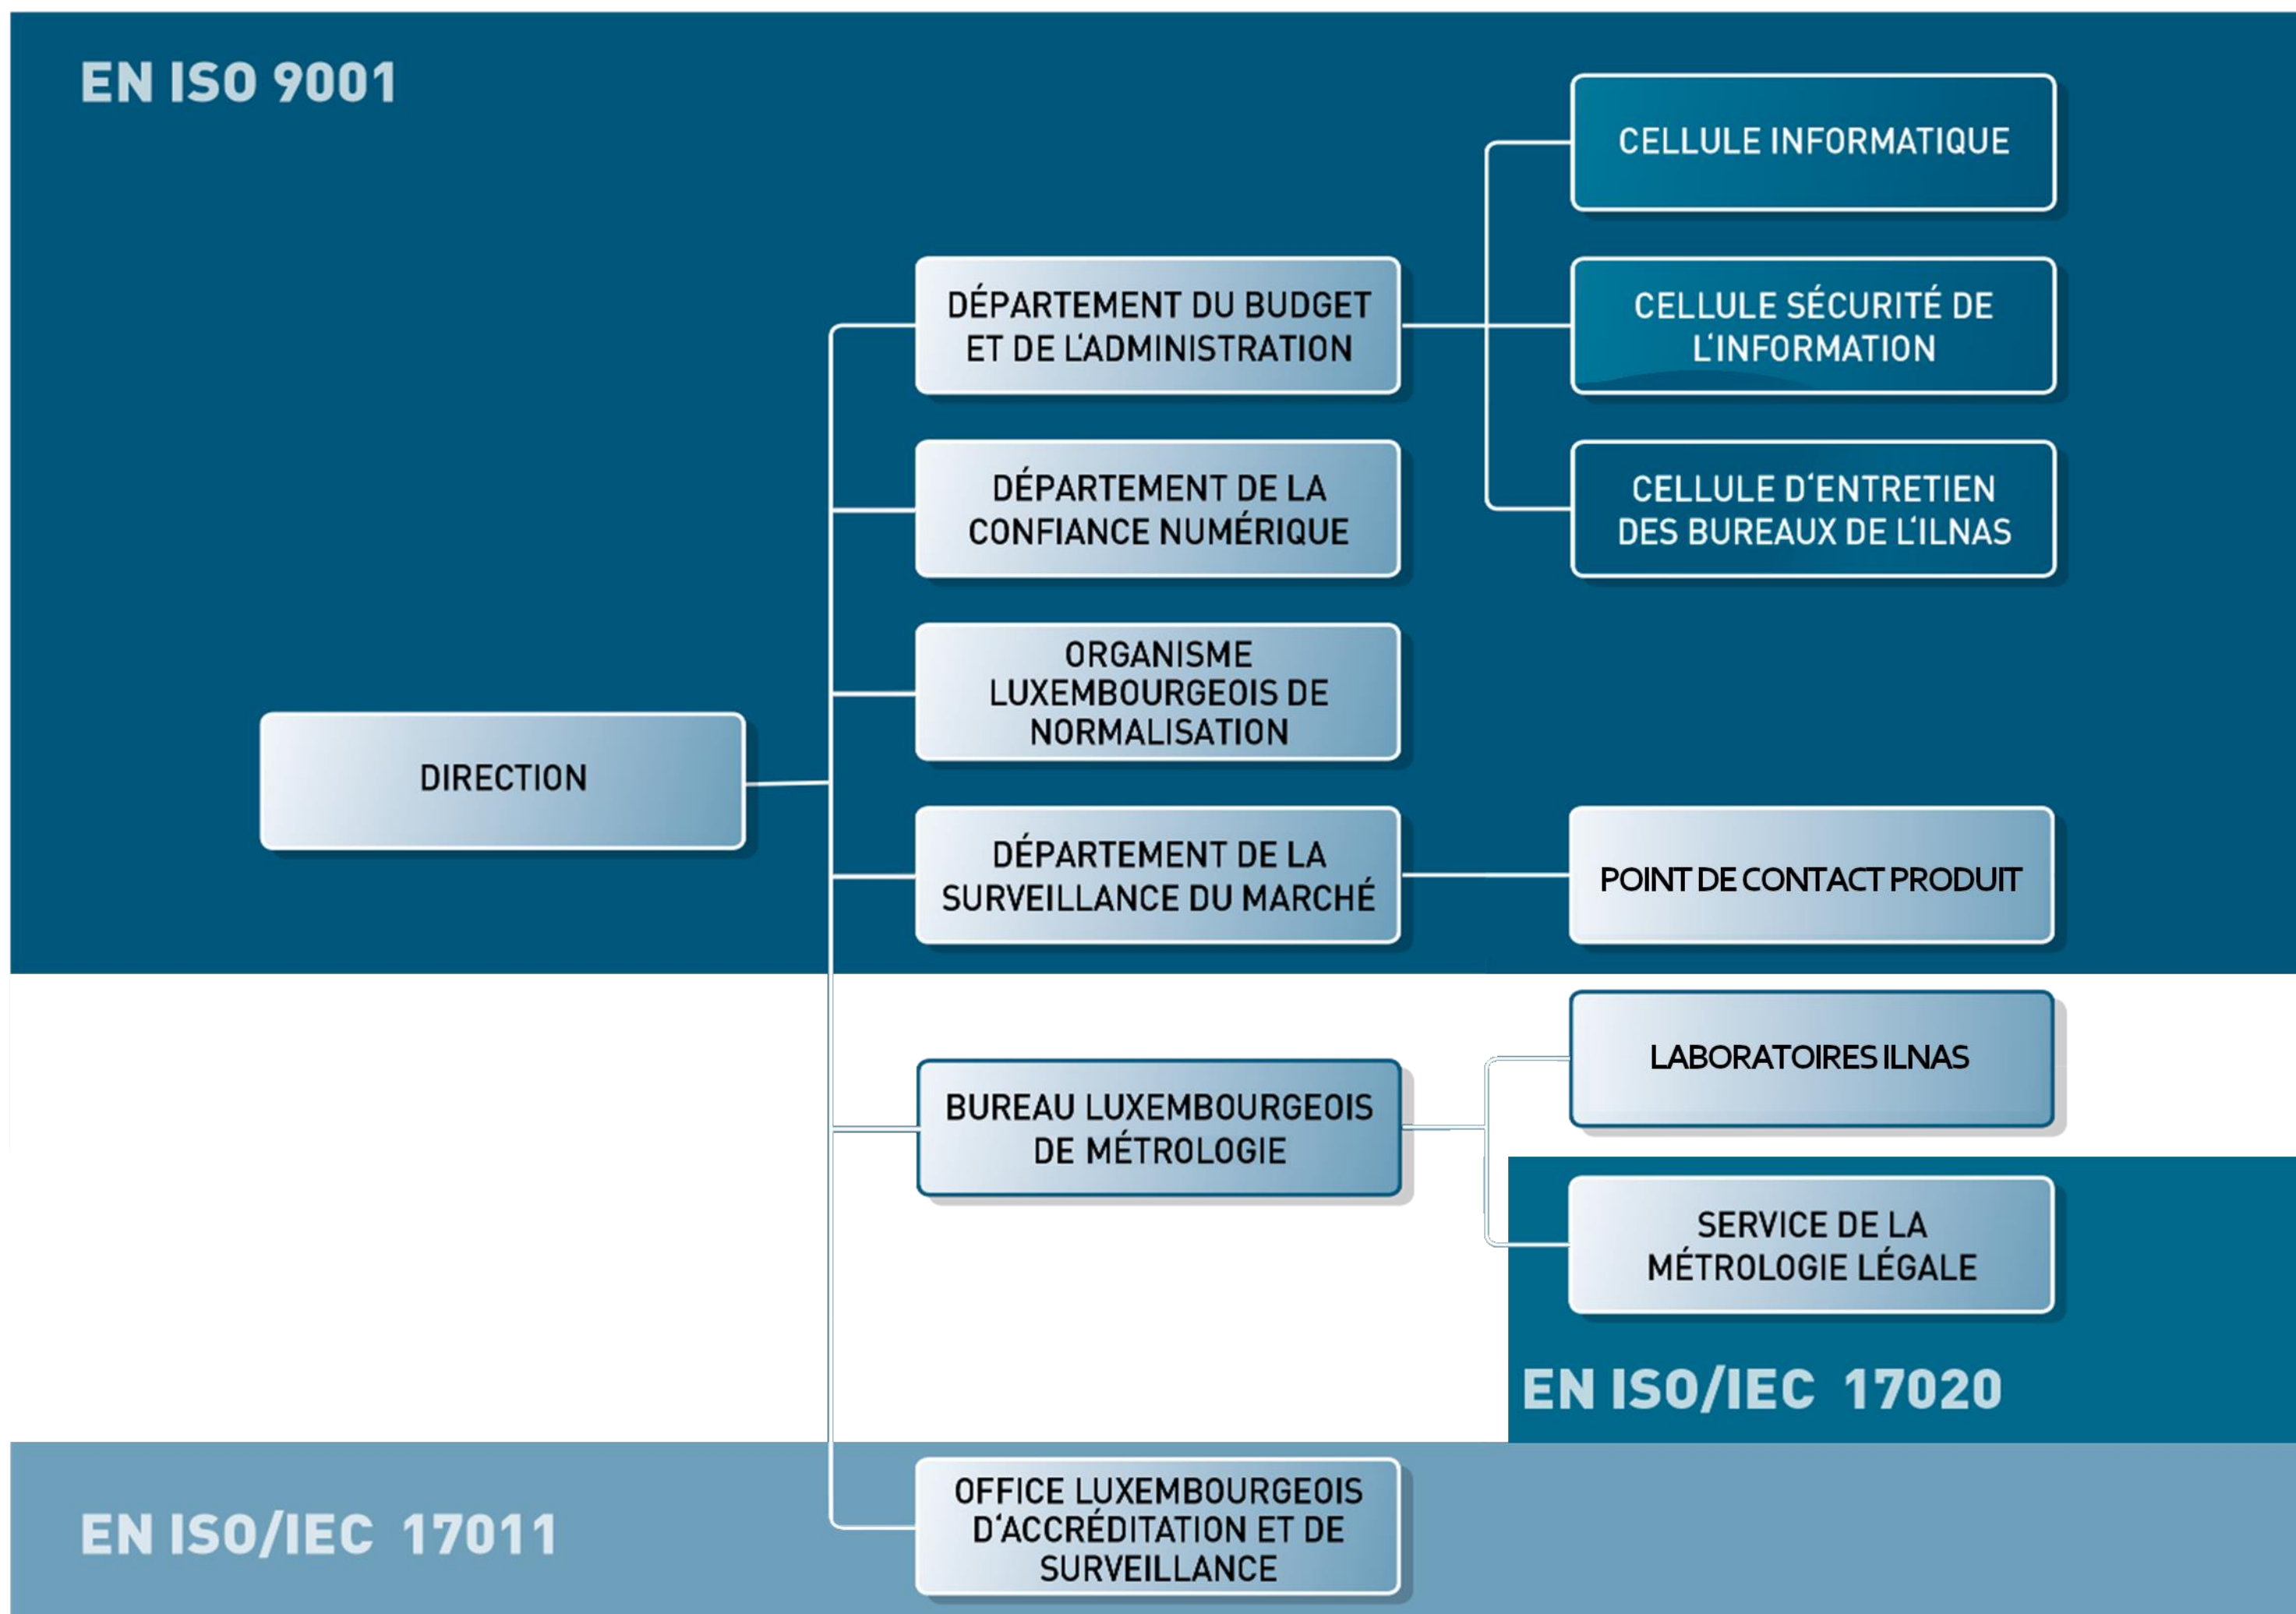 EN ISO 9001
CELLULE INFORMATIQUE
DÉPARTEMENT DU BUDGET
ET DE L'ADMINISTRATION
CELLULE SÉCURITÉ DE
L'INFORMATION
DÉPARTEMENT DE LA
CONFIANCE NUMÉRIQUE
CELLULE D'ENTRETIEN
DES BUREAUX DE L'ILNAS
ORGANISME
LUXEMBOURGEOIS DE
NORMALISATION
DIRECTION
DÉPARTEMENT DE LA
SURVEILLANCE DU MARCHÉ
POINT DE CONTACT PRODUIT
LABORATOIRES ILNAS
BUREAU LUXEMBOURGEOIS
DE MÉTROLOGIE
SERVICE DE LA
MÉTROLOGIE LÉGALE
EN ISO/IEC 17020
EN ISO/IEC 17011
OFFICE LUXEMBOURGEOIS
D'ACCRÉDITATION ET DE
SURVEILLANCE